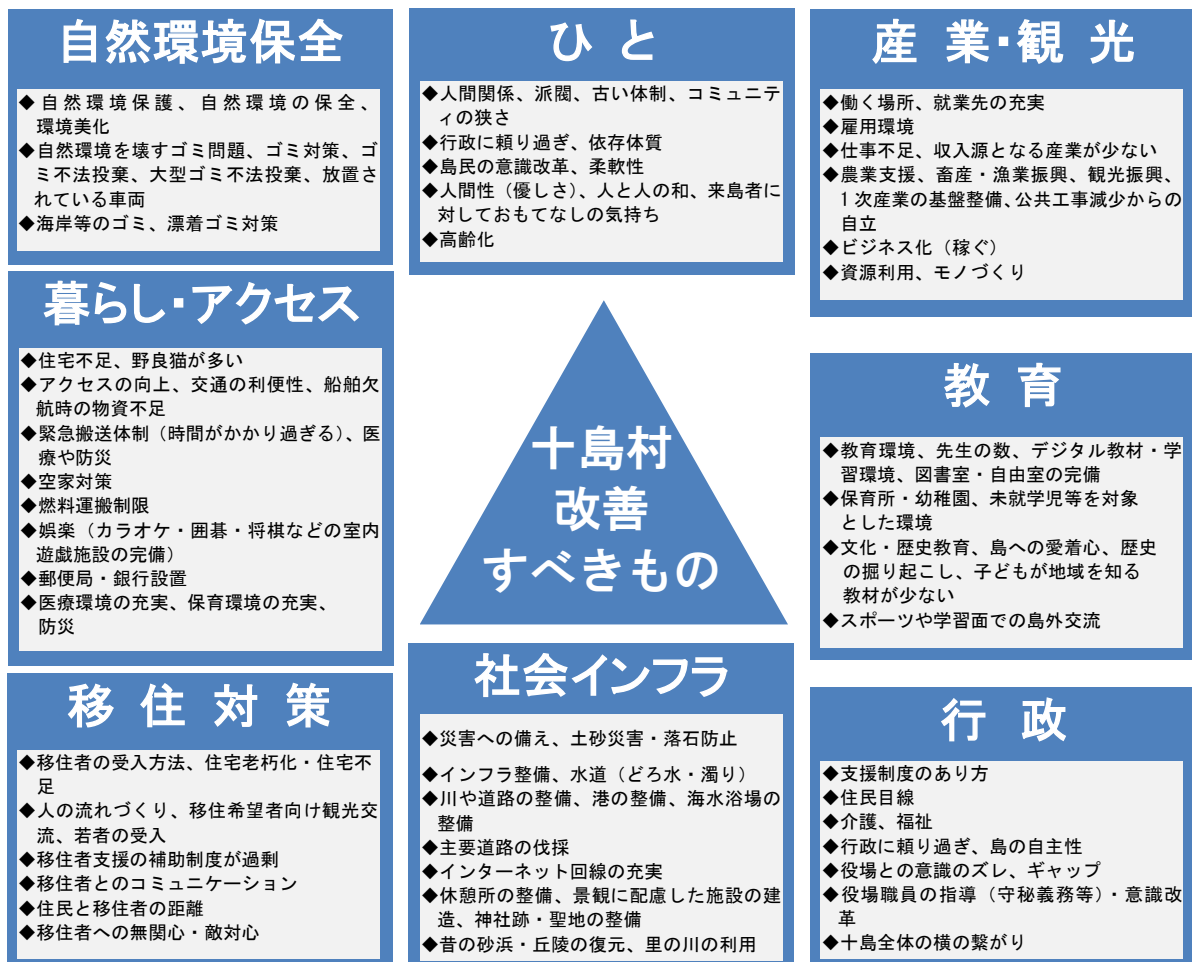 自然環境保全
◆自然環境保護、自然環境の保全、
環境美化
◆自然環境を壊すゴミ問題、ゴミ対策、ゴ
ミ不法投棄、大型ゴミ不法投棄、放置さ
れている車両
◆海岸等のゴミ、漂着ゴミ対策
ひ と
◆人間関係、派閥、古い体制、コミュニテ
ィの狭さ
◆行政に頼り過ぎ、依存体質
◆島民の意識改革、柔軟性
◆人間性（優しさ）、人と人の和、来島者に
対しておもてなしの気持ち
◆高齢化
産 業・観 光
◆働く場所、就業先の充実
◆雇用環境
◆仕事不足、収入源となる産業が少ない
◆農業支援、畜産・漁業振興、観光振興、
1次産業の基盤整備、公共工事減少からの
自立
◆ビジネス化（稼ぐ）
◆資源利用、モノづくり
暮らし・アクセス
◆住宅不足、野良猫が多い
◆アクセスの向上、交通の利便性、船舶欠
航時の物資不足
◆緊急搬送体制（時間がかかり過ぎる）、医
療や防災
◆空家対策
◆燃料運搬制限
◆娯楽（カラオケ・囲碁・将棋などの室内
遊戯施設の完備）
◆郵便局・銀行設置
◆医療環境の充実、保育環境の充実、
防災
十島村
改善
すべきもの
教 育
◆教育環境、先生の数、デジタル教材・学
習環境、図書室・自由室の完備
◆保育所・幼稚園、未就学児等を対象
とした環境
◆文化・歴史教育、島への愛着心、歴史
の掘り起こし、子どもが地域を知る
教材が少ない
◆スポーツや学習面での島外交流
移 住 対 策
◆移住者の受入方法、住宅老朽化・住宅不
足
◆人の流れづくり、移住希望者向け観光交
流、若者の受入
◆移住者支援の補助制度が過剰
◆移住者とのコミュニケーション
◆住民と移住者の距離
◆移住者への無関心・敵対心
社会インフラ
◆災害への備え、土砂災害・落石防止
◆インフラ整備、水道（どろ水・濁り）
◆川や道路の整備、港の整備、海水浴場の
整備
◆主要道路の伐採
◆インターネット回線の充実
◆休憩所の整備、景観に配慮した施設の建
造、神社跡・聖地の整備
◆昔の砂浜・丘陵の復元、里の川の利用
行 政
◆支援制度のあり方
◆住民目線
◆介護、福祉
◆行政に頼り過ぎ、島の自主性
◆役場との意識のズレ、ギャップ
◆役場職員の指導（守秘義務等）・意識改
革
◆十島全体の横の繋がり